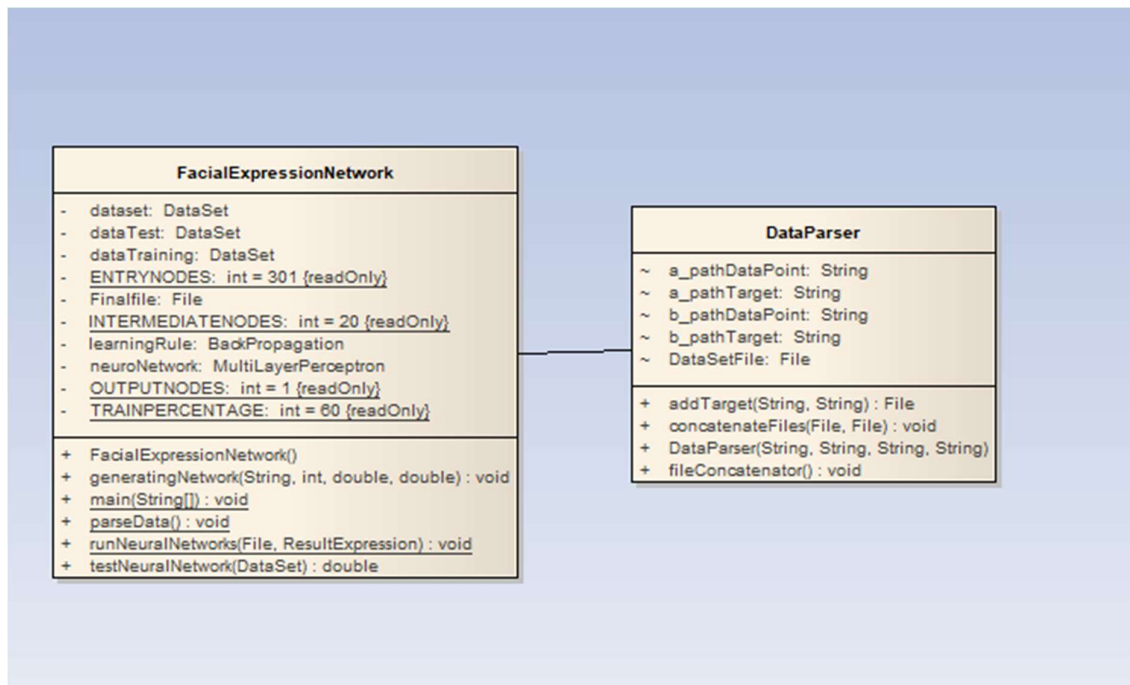 FacialExpressionNetwork
- dataset: DataSet
- dataTest: DataSet
- dataTraining: DataSet
- ENTRYNODES: int = 301 {readOnly}
- Finalfile: File
- INTERMEDIATENODES: int = 20 {readOnly}
- learningRule: BackPropagation
- neuroNetwork: MultiLayerPerceptron
- OUTPUTNODES: int = 1 {readOnly}
- TRAINPERCENTAGE: int = 60 {readOnly}
+ FacialExpressionNetwork()
+ generatingNetwork(String, int, double, double) : void
+ main(String[]) : void
+ parseData() : void
+ runNeuralNetworks(File, ResultExpression) : void
+ testNeuralNetwork(DataSet) : double
DataParser
~ a_pathDataPoint: String
~ a_pathTarget: String
~ b_pathDataPoint: String
~ b_pathTarget: String
~ DataSetFile: File
+ addTarget(String, String) : File
+ concatenateFiles(File, File) : void
+ DataParser(String, String, String, String)
+ fileConcatenator() : void